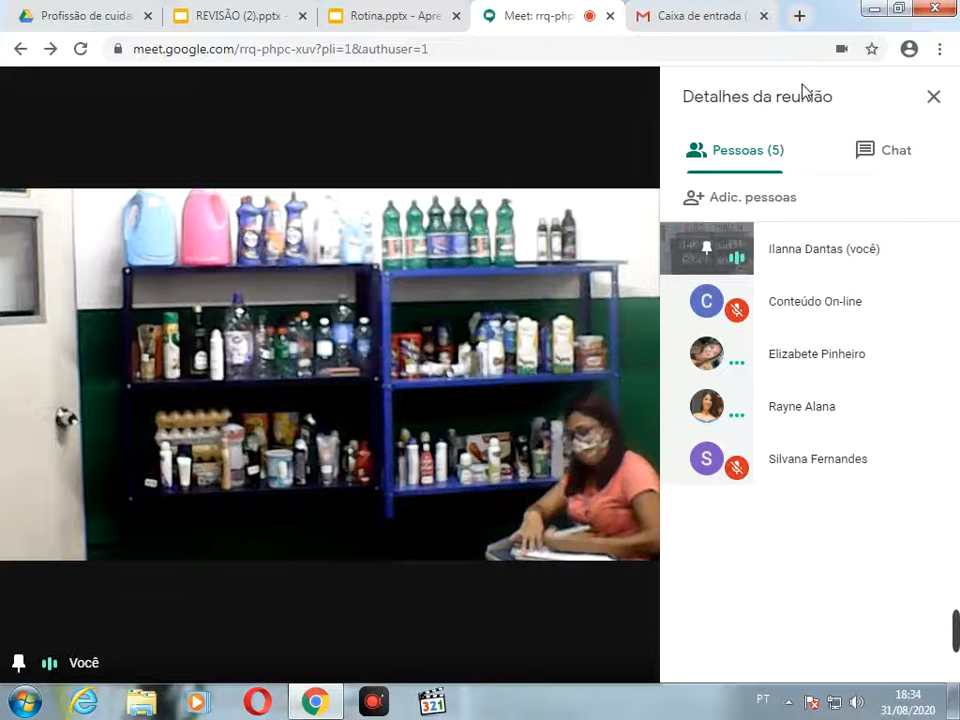 Profissão de cuida
REVISÃO (2).pptx -
Rotina.pptx - Apre
Meet: rrq-php
Caixa de entrada (
meet.google.com/rrq-phpc-xuv?pli=1&authuser=1
Detalhes da reunião
Pessoas (5)
Chat
Adic. pessoas
Ilanna Dantas (você)
C
Conteúdo On-line
Elizabete Pinheiro
Rayne Alana
S
Silvana Fernandes
Você
321
PT
18:34
31/08/2020